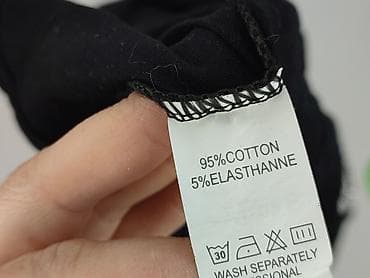 95%COTTON
5%ELASTHANNE
30
WASH SEPARATELY